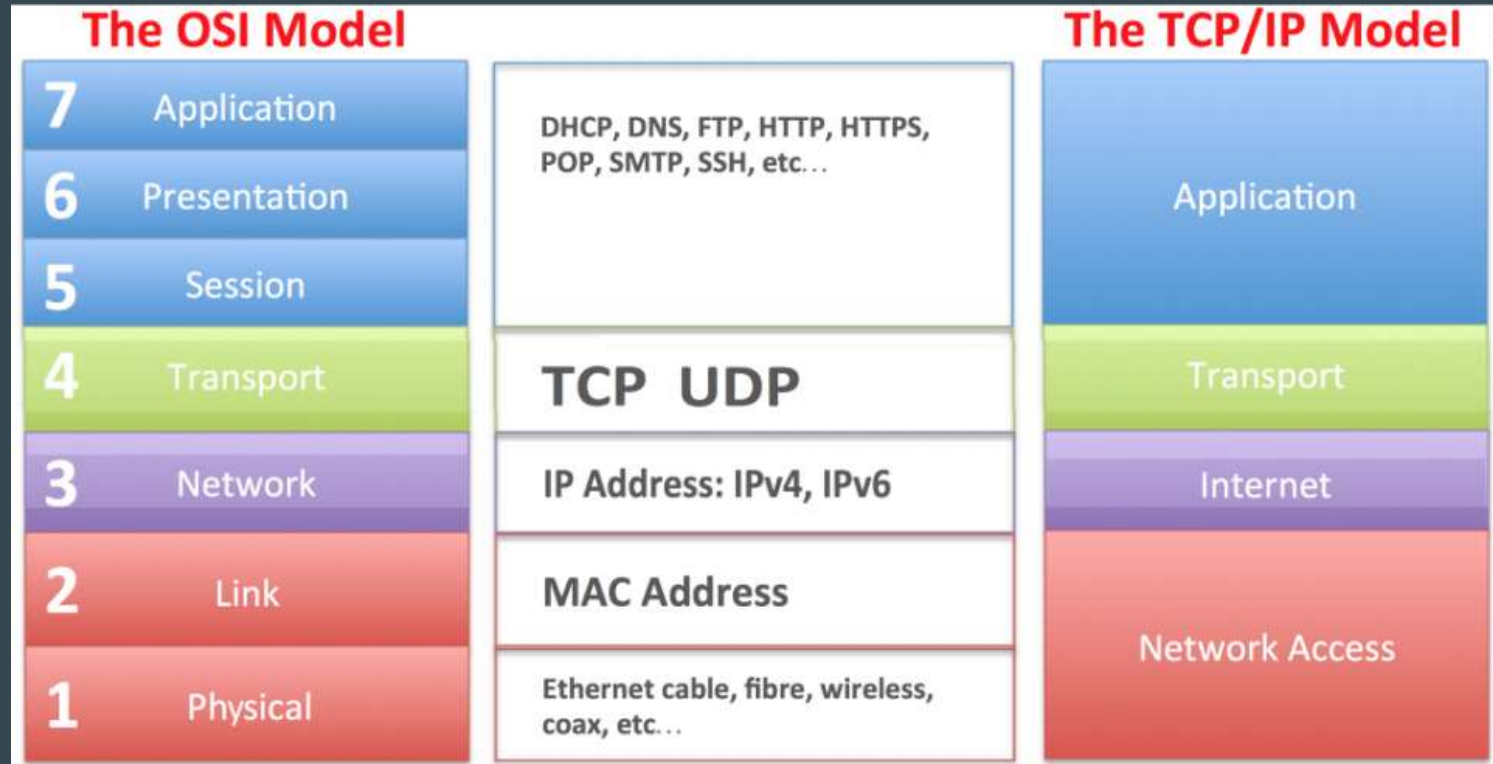 The OSI Model
7 Application
6 Presentation
5 Session
4 Transport
3 Network
2 Link
1 Physical
DHCP, DNS, FTP, HTTP, HTTPS,
POP, SMTP, SSH, etc...
TCP UDP
IP Address: IPv4, IPv6
MAC Address
Ethernet cable, fibre, wireless,
coax, etc...
The TCP/IP Model
Application
Transport
Internet
Network Access